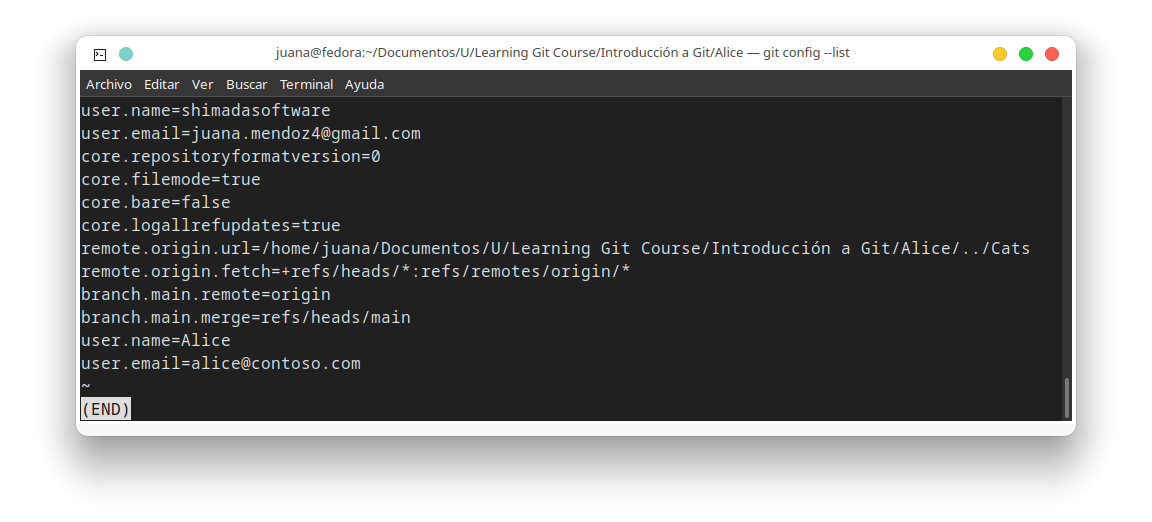 juana@fedora:~/Documentos/U/Learning Git Course/Introducción a Git/Alice — git config --list
Archivo Editar Ver Buscar Terminal Ayuda
user.name=shimadasoftware
user.email=juana.mendoz4@gmail.com
core.repositoryformatversion=0
core.filemode=true
core.bare=false
core.logallrefupdates=true
remote.origin.url=/home/juana/Documentos/U/Learning Git Course/Introducción a Git/Alice/../Cats
remote.origin.fetch=+refs/heads/*:refs/remotes/origin/*
branch.main.remote=origin
branch.main.merge=refs/heads/main
user.name=Alice
user.email=alice@contoso.com
~
(END)